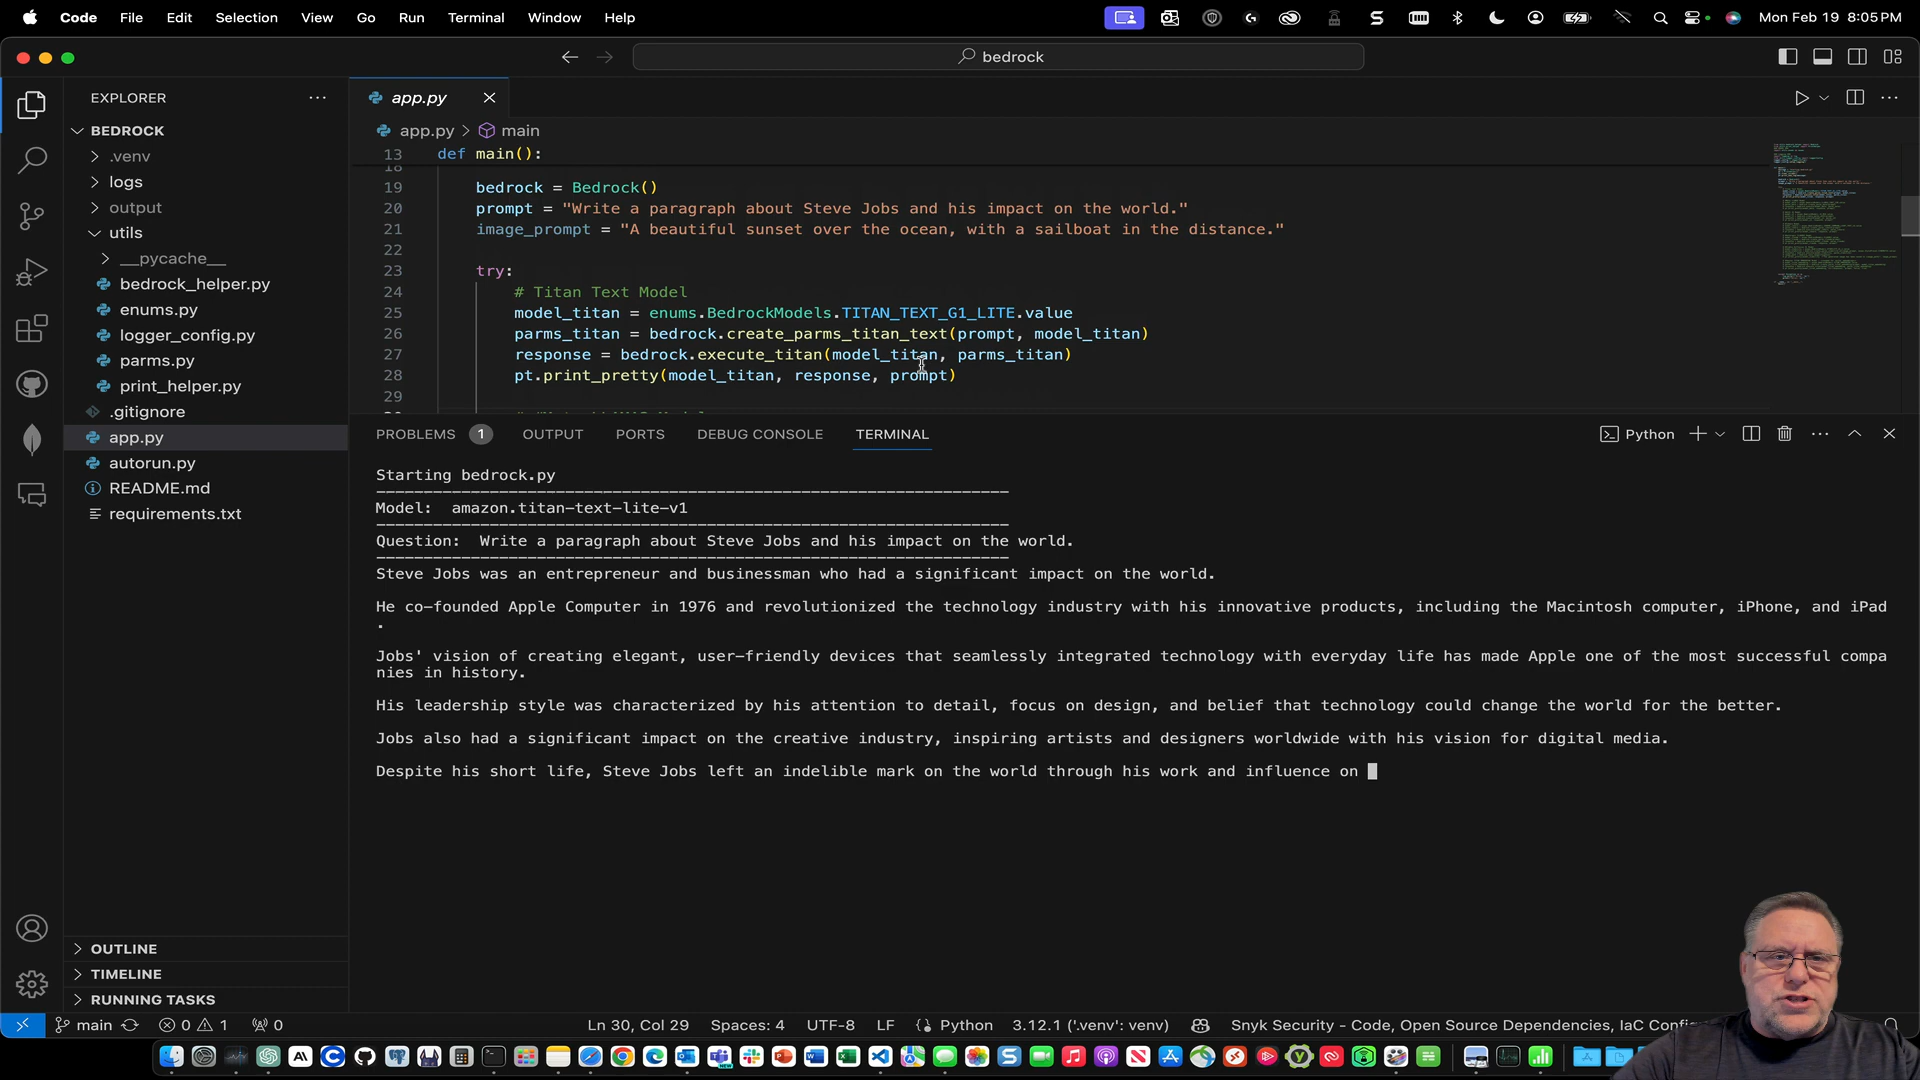 Code File Edit Selection View Go Run Terminal Window Help Mon Feb 19 8:05 PM
bedrock
EXPLORER
BEDROCK
.venv
logs
output
utils
__pycache__
bedrock_helper.py
enums.py
logger_config.py
parms.py
print_helper.py
.gitignore
app.py
autorun.py
README.md
requirements.txt
OUTLINE
TIMELINE
RUNNING TASKS
app.py
app.py > main
13 def main():
18
19 bedrock = Bedrock()
20 prompt = "Write a paragraph about Steve Jobs and his impact on the world."
21 image_prompt = "A beautiful sunset over the ocean, with a sailboat in the distance."
22
23 try:
24 # Titan Text Model
25 model_titan = enums.BedrockModels.TITAN_TEXT_G1_LITE.value
26 parms_titan = bedrock.create_parms_titan_text(prompt, model_titan)
27 response = bedrock.execute_titan(model_titan, parms_titan)
28 pt.print_pretty(model_titan, response, prompt)
29
PROBLEMS 1 OUTPUT PORTS DEBUG CONSOLE TERMINAL Python
Starting bedrock.py
Model: amazon.titan-text-lite-v1
Question: Write a paragraph about Steve Jobs and his impact on the world.
Steve Jobs was an entrepreneur and businessman who had a significant impact on the world.
He co-founded Apple Computer in 1976 and revolutionized the technology industry with his innovative products, including the Macintosh computer, iPhone, and iPad
.
Jobs' vision of creating elegant, user-friendly devices that seamlessly integrated technology with everyday life has made Apple one of the most successful compa
nies in history.
His leadership style was characterized by his attention to detail, focus on design, and belief that technology could change the world for the better.
Jobs also had a significant impact on the creative industry, inspiring artists and designers worldwide with his vision for digital media.
Despite his short life, Steve Jobs left an indelible mark on the world through his work and influence on
main 0 1 0 Ln 30, Col 29 Spaces: 4 UTF-8 LF Python 3.12.1 ('.venv': venv) Snyk Security - Code, Open Source Dependencies, IaC